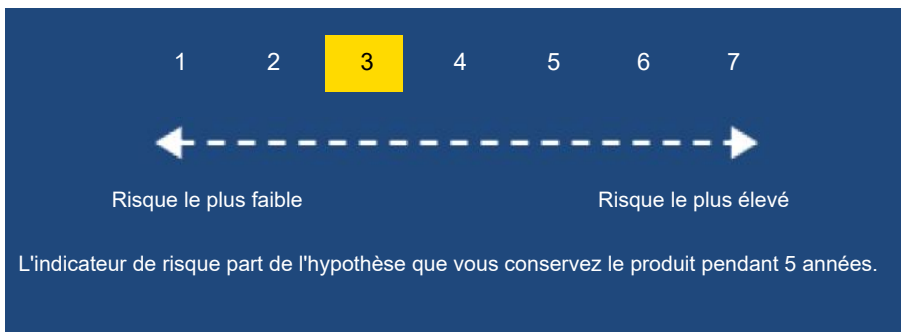 1 2 3 4 5 6 7
Risque le plus faible Risque le plus élevé
L'indicateur de risque part de l'hypothèse que vous conservez le produit pendant 5 années.